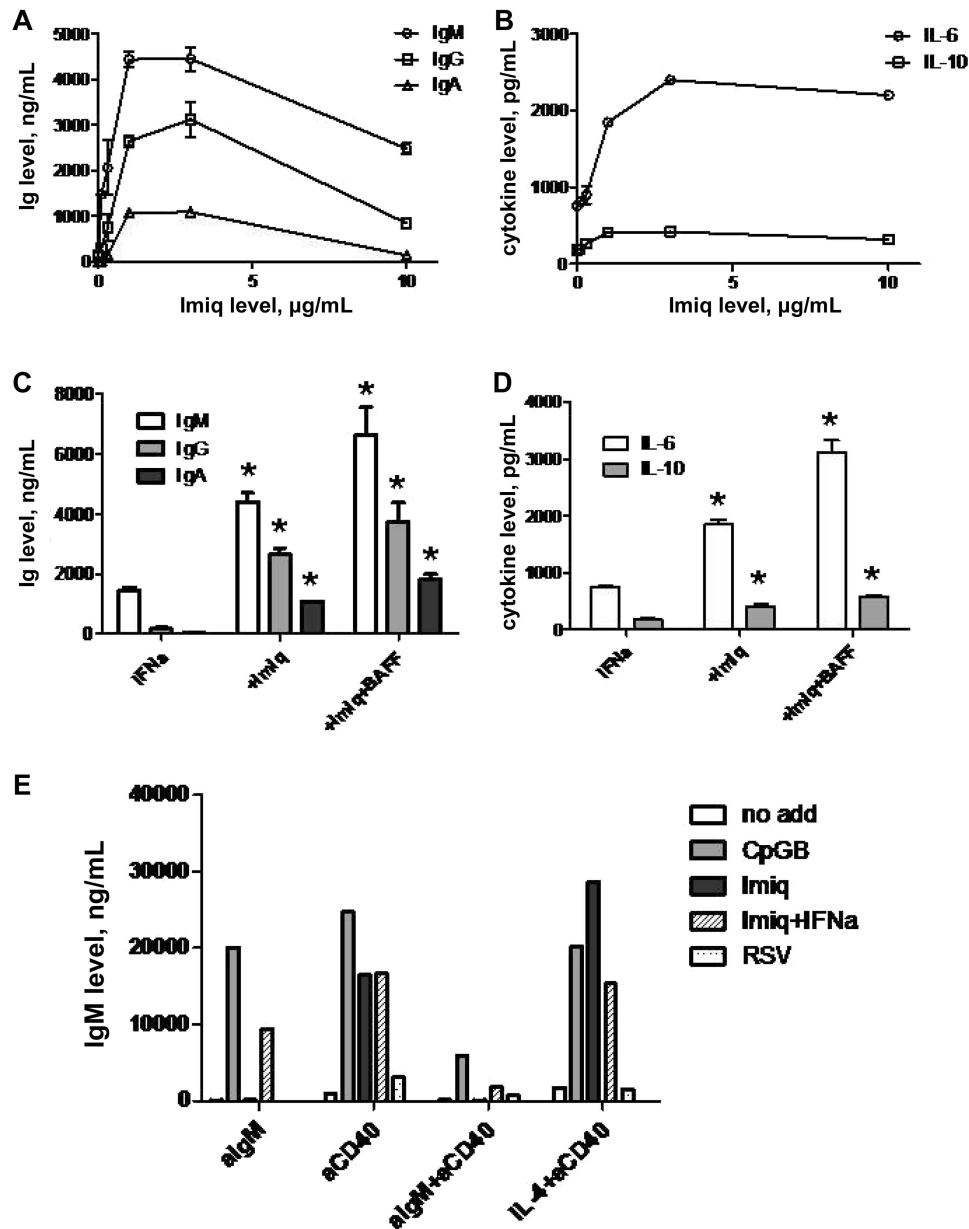 A
5000
4000
3000
2000
1000
0
Ig level, ng/mL
IgM
IgG
IgA
0
5
10
Imiq level, µg/mL
B
3000
2000
1000
0
cytokine level, pg/mL
IL-6
IL-10
0
5
10
Imiq level, µg/mL
C
8000
6000
4000
2000
0
Ig level, ng/mL
IgM
IgG
IgA
* * *
* * *
IFNa
+Imiq
+Imiq+BAFF
D
4000
3000
2000
1000
0
cytokine level, pg/mL
IL-6
IL-10
* *
* *
IFNa
+Imiq
+Imiq+BAFF
E
40000
30000
20000
10000
0
IgM level, ng/mL
no add
CpGB
Imiq
Imiq+IFNa
RSV
aIgM
aCD40
aIgM+aCD40
IL-4+aCD40